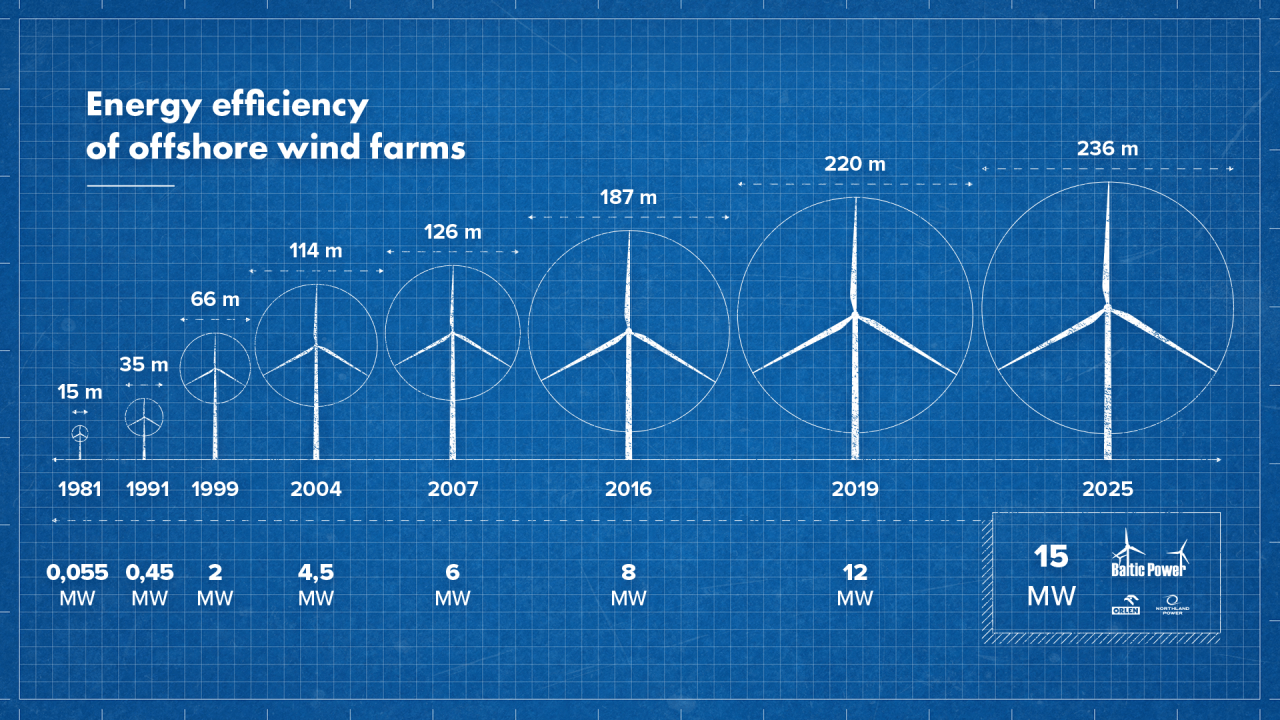 Energy efficiency
of offshore wind farms
15 m
35 m
66 m
114 m
126 m
187 m
220 m
236 m
1981
1991
1999
2004
2007
2016
2019
2025
0,055
MW
0,45
MW
2
MW
4,5
MW
6
MW
8
MW
12
MW
15
MW
Baltic Power
ORLEN
NORTHLAND
POWER